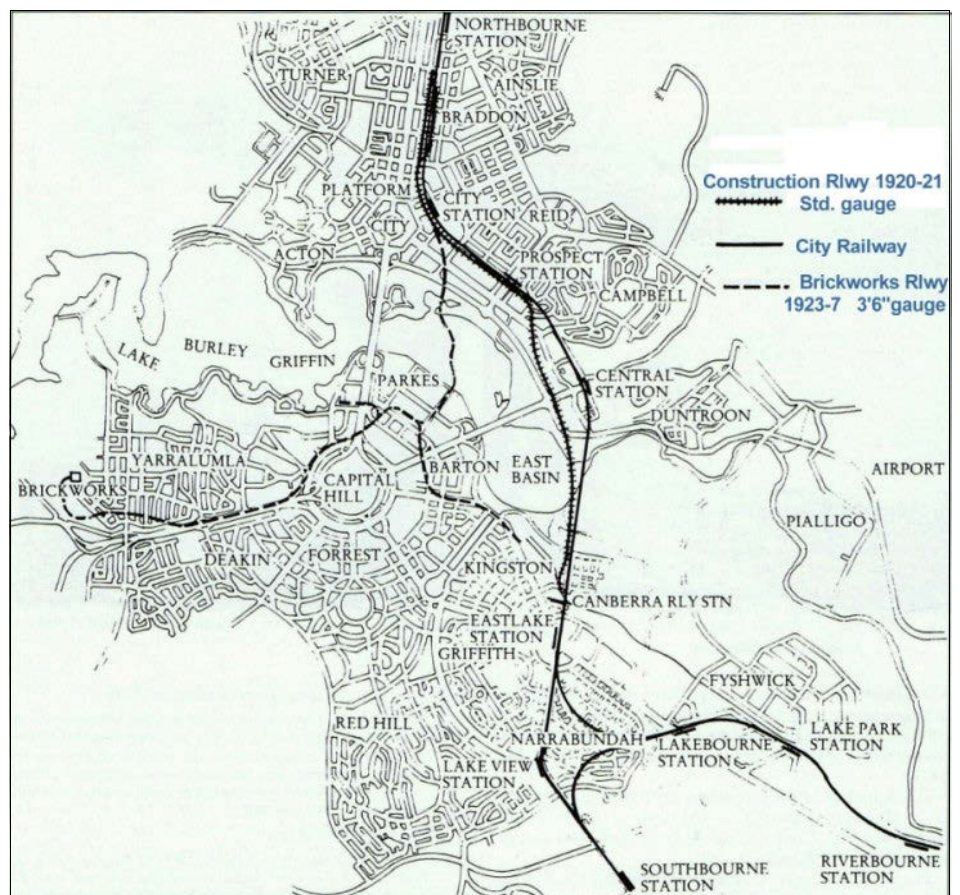 NORTHBOURNE
STATION
TURNER
AINSLIE
BRADDON
PLATFORM
CITY
STATION
REID
CITY
ACTON
PROSPECT
STATION
CAMPBELL
Construction Rlwy 1920-21
Std. gauge
City Railway
Brickworks Rlwy
1923-7 3'6"gauge
LAKE
BURLEY
GRIFFIN
PARKES
CENTRAL
STATION
DUNTROON
YARRALUMLA
BRICKWORKS
CAPITAL
HILL
BARTON
EAST
BASIN
AIRPORT
PIALLIGO
DEAKIN
FORREST
KINGSTON
CANBERRA RLY STN
EASTLAKE
STATION
GRIFFITH
FYSHWICK
RED HILL
NARRABUNDAH
LAKEBOURNE
STATION
LAKE PARK
STATION
LAKE VIEW
STATION
SOUTHBOURNE
STATION
RIVERBOURNE
STATION